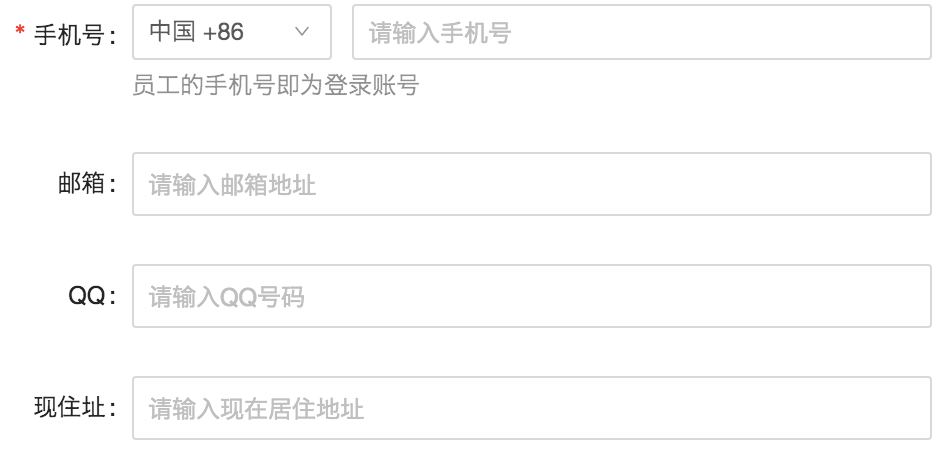 * 手机号： 中国 +86 请输入手机号
员工的手机号即为登录账号
邮箱： 请输入邮箱地址
QQ： 请输入QQ号码
现住址： 请输入现在居住地址